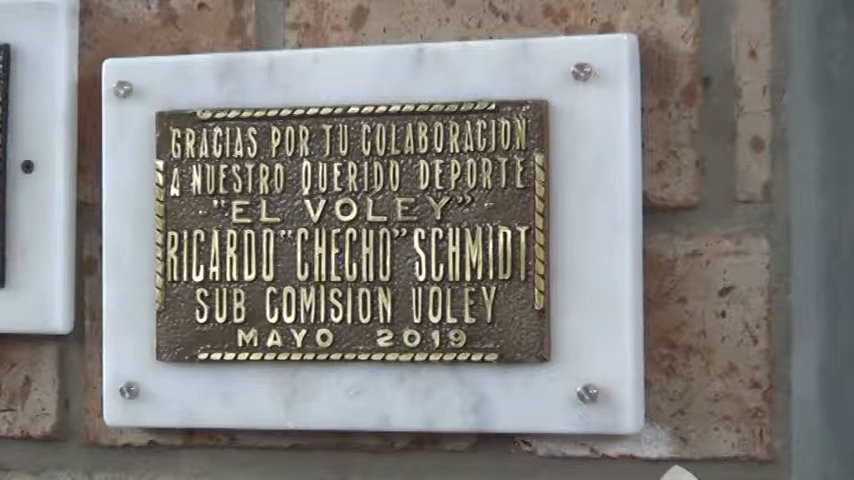 GRACIAS POR TU COLABORACION
A NUESTRO QUERIDO DEPORTE
"EL VOLEY"
RICARDO "CHECHO" SCHMIDT
SUB COMISION VOLEY
MAYO 2019